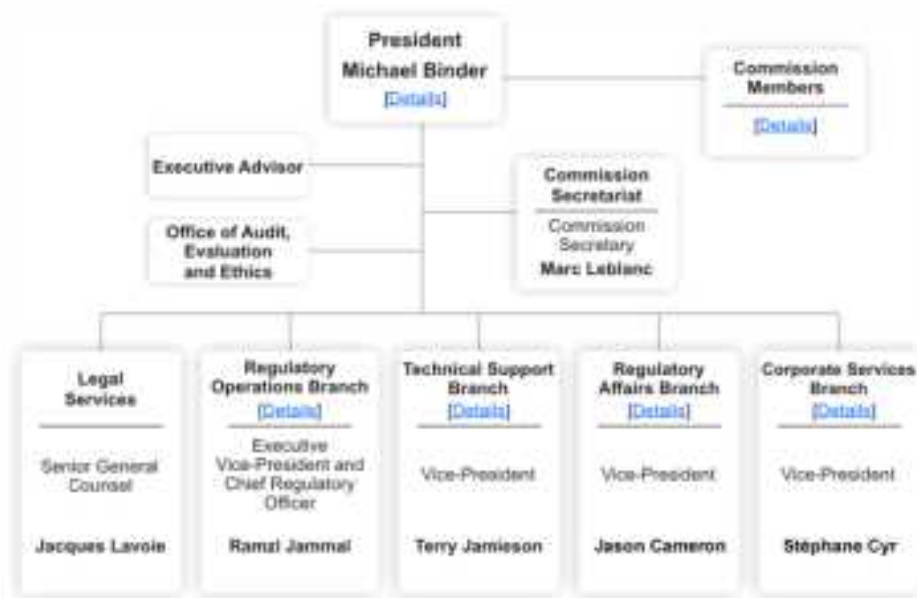 President
Michael Binder
[Details]
Commission
Members
[Details]
Executive Advisor
Commission
Secretariat
Commission
Secretary
Marc Leblanc
Office of Audit,
Evaluation
and Ethics
Legal
Services
Senior General
Counsel
Jacques Lavoie
Regulatory
Operations Branch
[Details]
Executive
Vice-President and
Chief Regulatory
Officer
Ramzi Jammal
Technical Support
Branch
[Details]
Vice-President
Terry Jamieson
Regulatory
Affairs Branch
[Details]
Vice-President
Jason Cameron
Corporate Services
Branch
[Details]
Vice-President
Stéphane Cyr